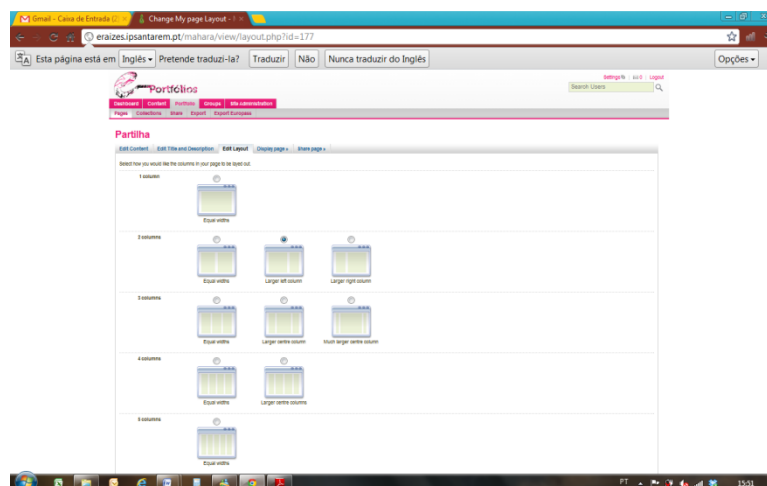 Gmail - Caixa de Entrada (2
Change My page Layout -
eraizes.ipsantarem.pt/mahara/view/layout.php?id=177
Esta página está em Inglês Pretende traduzi-la? Traduzir Não Nunca traduzir do Inglês Opções
Settings Logout
Portfólios
Search Users
Dashboard Content Portfolio Groups Site Administration
Pages Collections Share Export Export Europass
Partilha
Edit Content Edit Title and Description Edit Layout Display page » Share page »
Select how you would like the columns in your page to be layed out.
1 column
Equal widths
2 columns
Equal widths Larger left column Larger right column
3 columns
Equal widths Larger centre column Much larger centre column
4 columns
Equal widths Larger centre columns
5 columns
Equal widths
PT 15:51